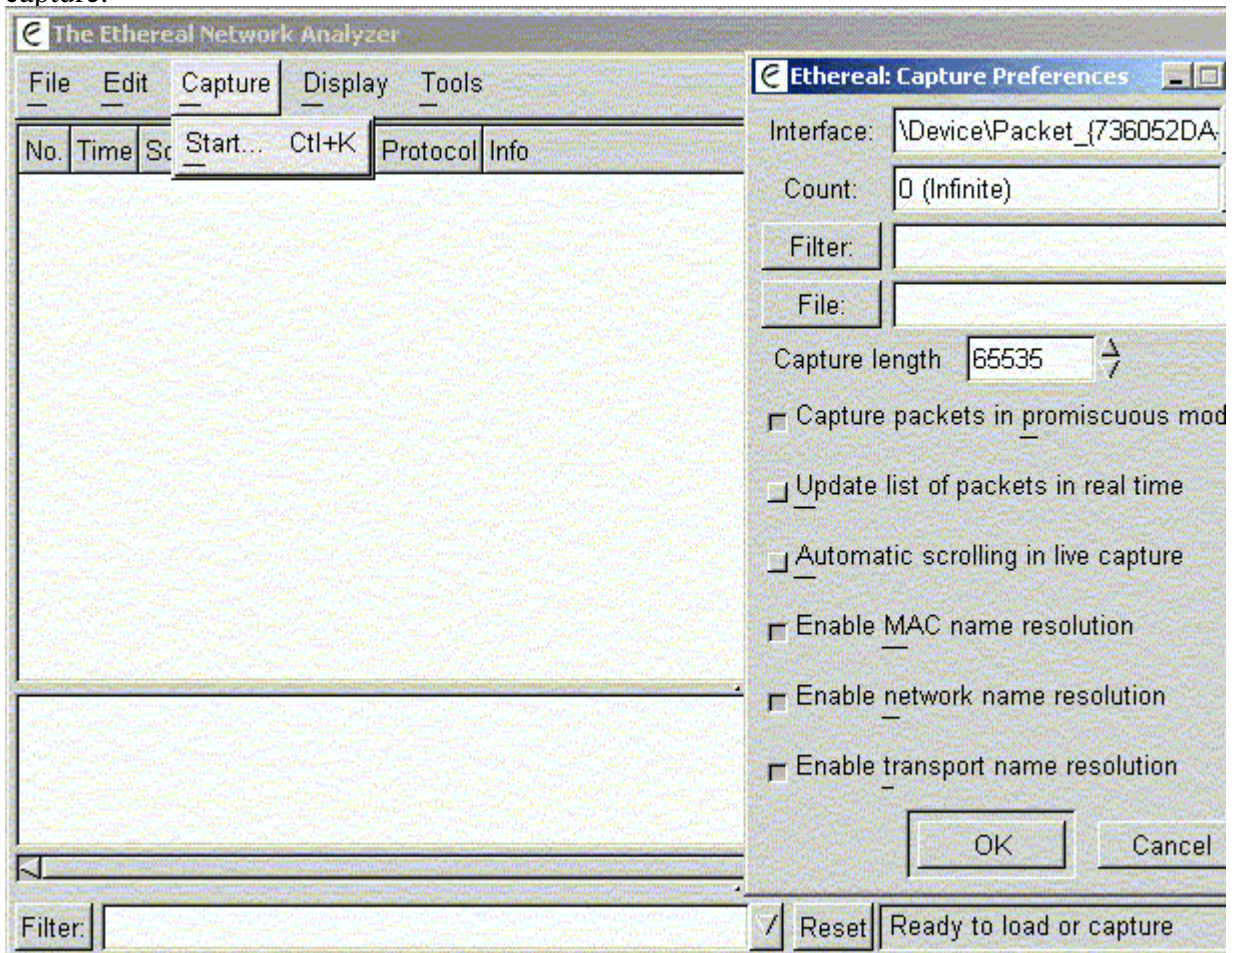 capture.
The Ethereal Network Analyzer
File Edit Capture Display Tools
Start... Ctl+K
No. Time Protocol Info
Ethereal: Capture Preferences
Interface: \Device\Packet_{736052DA-
Count: 0 (Infinite)
Filter:
File:
Capture length 65535
Capture packets in promiscuous mod
Update list of packets in real time
Automatic scrolling in live capture
Enable MAC name resolution
Enable network name resolution
Enable transport name resolution
OK Cancel
Filter: Reset Ready to load or capture